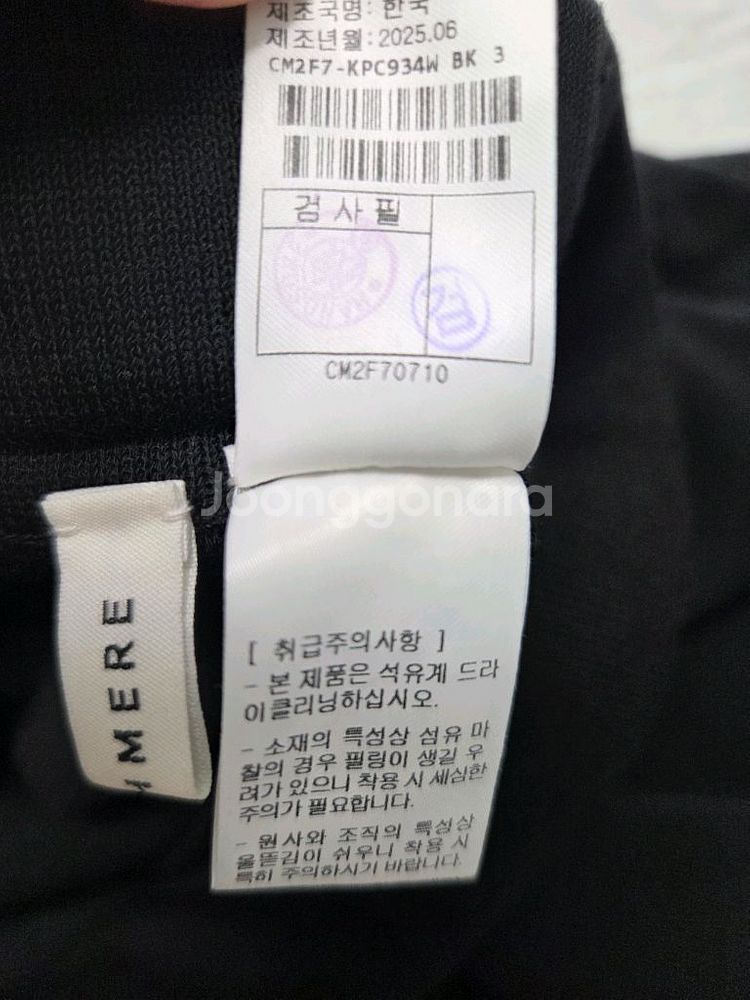 제조국명: 한국
제조년월:2025.06
CM2F7-KPC934W BK 3
검사필
검
CM2F70710
Joonggonara
MERE
[ 취급주의사항 ]
- 본 제품은 석유계 드라
이클리닝하십시오.
- 소재의 특성상 섬유 마
찰의 경우 필링이 생길 우
려가 있으니 착용 시 세심한
주의가 필요합니다.
- 원사와 조직의 특성상
올뜯김이 쉬우니 착용 시
특히 주의하시기 바랍니다.